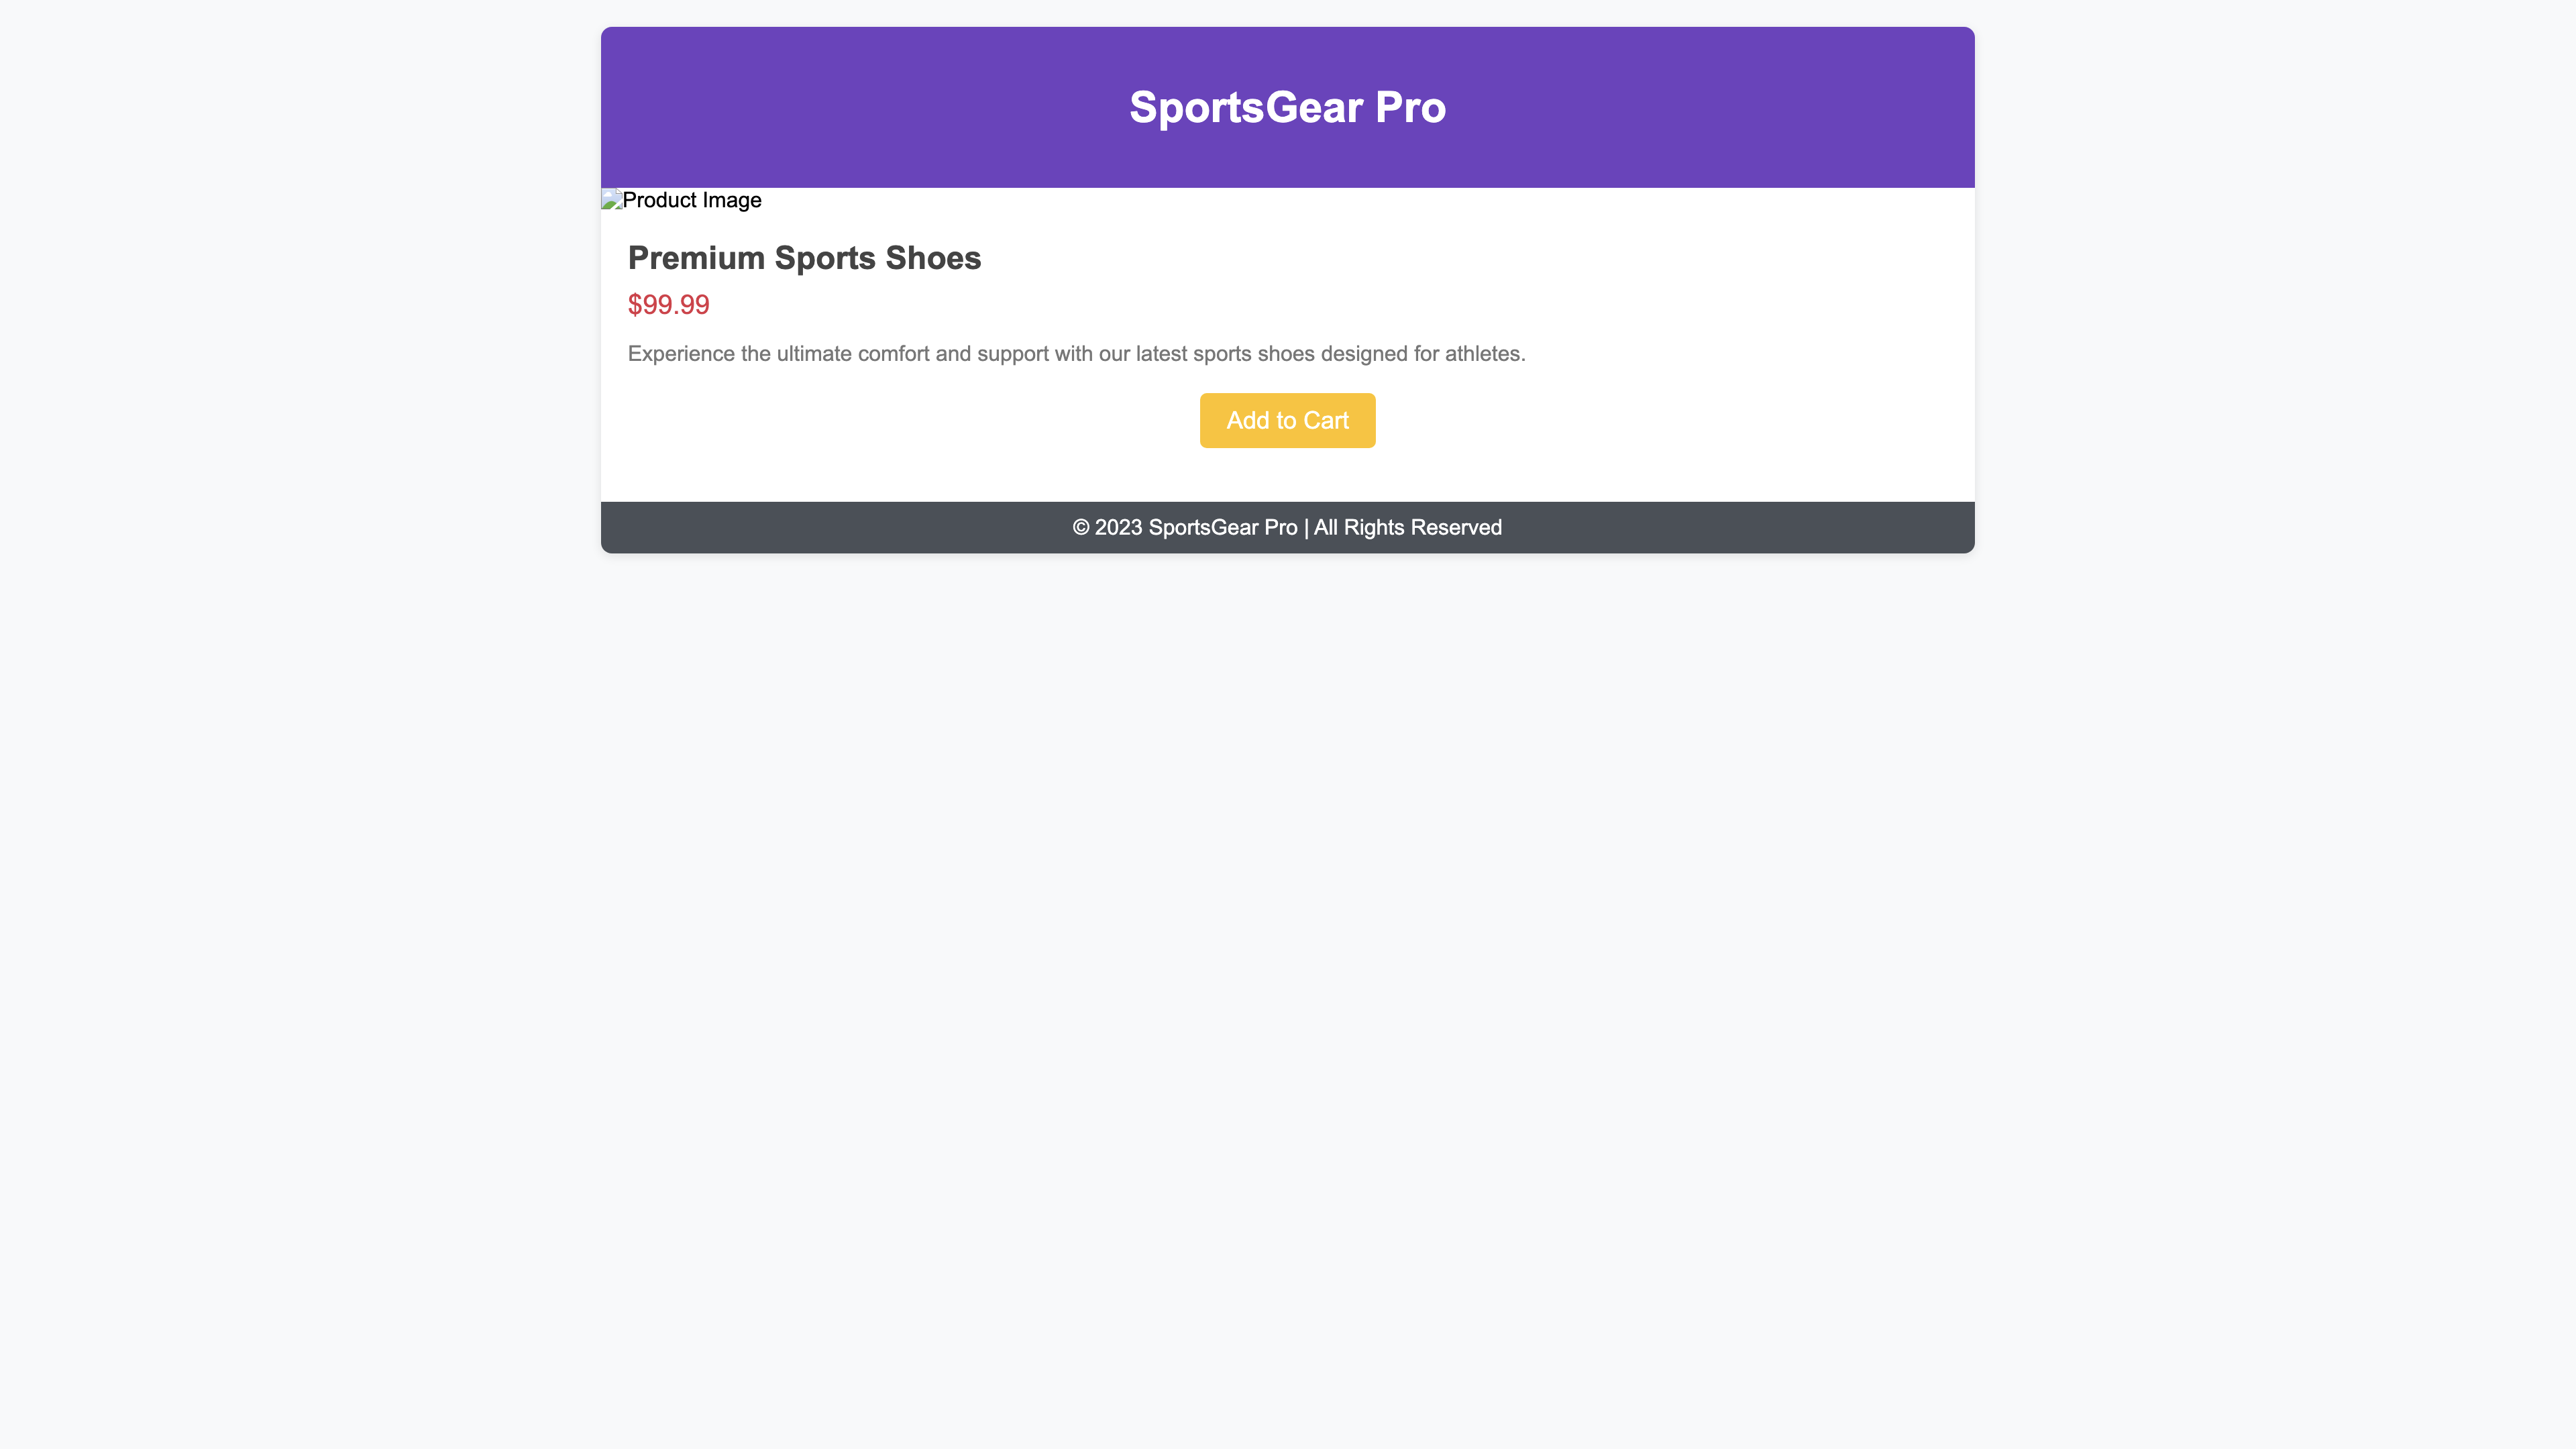 SportsGear Pro
Product Image
Premium Sports Shoes
$99.99
Experience the ultimate comfort and support with our latest sports shoes designed for athletes.
Add to Cart
© 2023 SportsGear Pro | All Rights Reserved